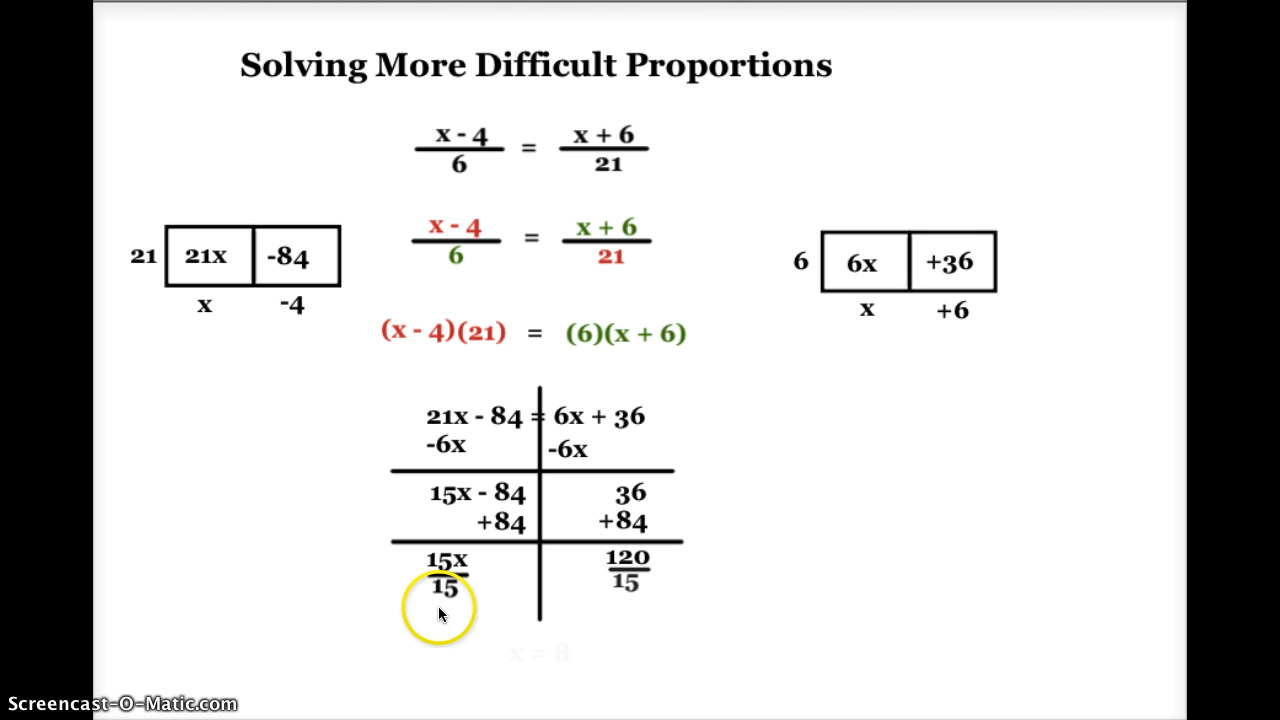 Solving More Difficult Proportions
x - 4 = x + 6
6 21
x - 4 = x + 6
6 21
21 21x -84
x -4
6 6x +36
x +6
(x - 4)(21) = (6)(x + 6)
21x - 84 = 6x + 36
-6x -6x
15x - 84 36
+84 +84
15x 120
15 15
x = 8
Screencast-O-Matic.com